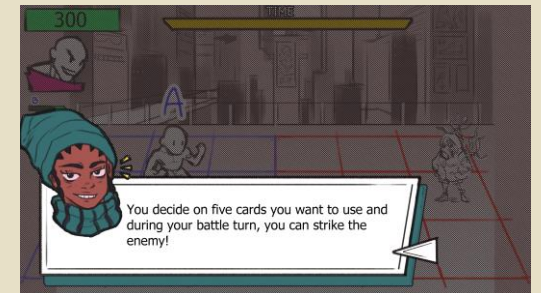 300
TIME
A
You decide on five cards you want to use and
during your battle turn, you can strike the
enemy!